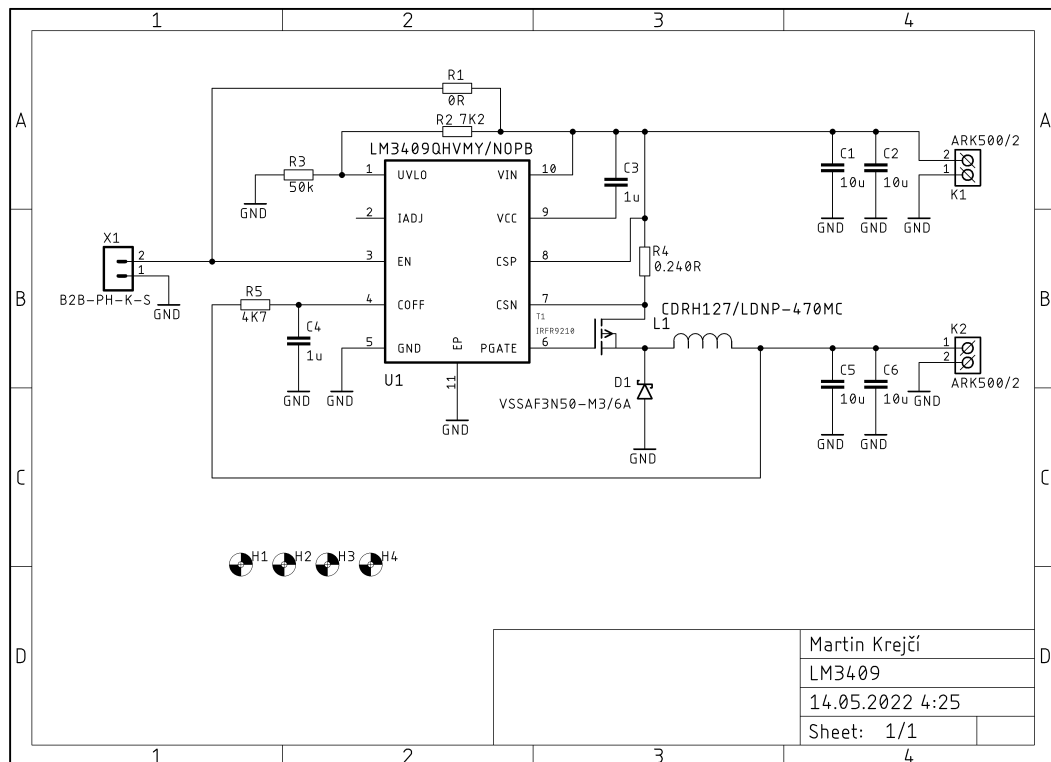 1 2 3 4
A A
B B
C C
D D
1 2 3 4
R1
0R
R2 7K2
LM3409QHVMY/NOPB
R3
50k
GND
1 UVLO
2 IADJ
3 EN
4 COFF
5 GND
EP
11
VIN 10
VCC 9
CSP 8
CSN 7
PGATE 6
U1
GND
X1
2
1
B2B-PH-K-S
GND
R5
4K7
C4
1u
GND
GND
C3
1u
R4
0.240R
T1
IRFR9210
CDRH127/LDNP-470MC
L1
D1
VSSAF3N50-M3/6A
GND
C1
10u
GND
C2
10u
GND
ARK500/2
2
1
K1
GND
C5
10u
GND
C6
10u
GND
K2
1
2
ARK500/2
GND
H1 H2 H3 H4
Martin Krejčí
LM3409
14.05.2022 4:25
Sheet: 1/1